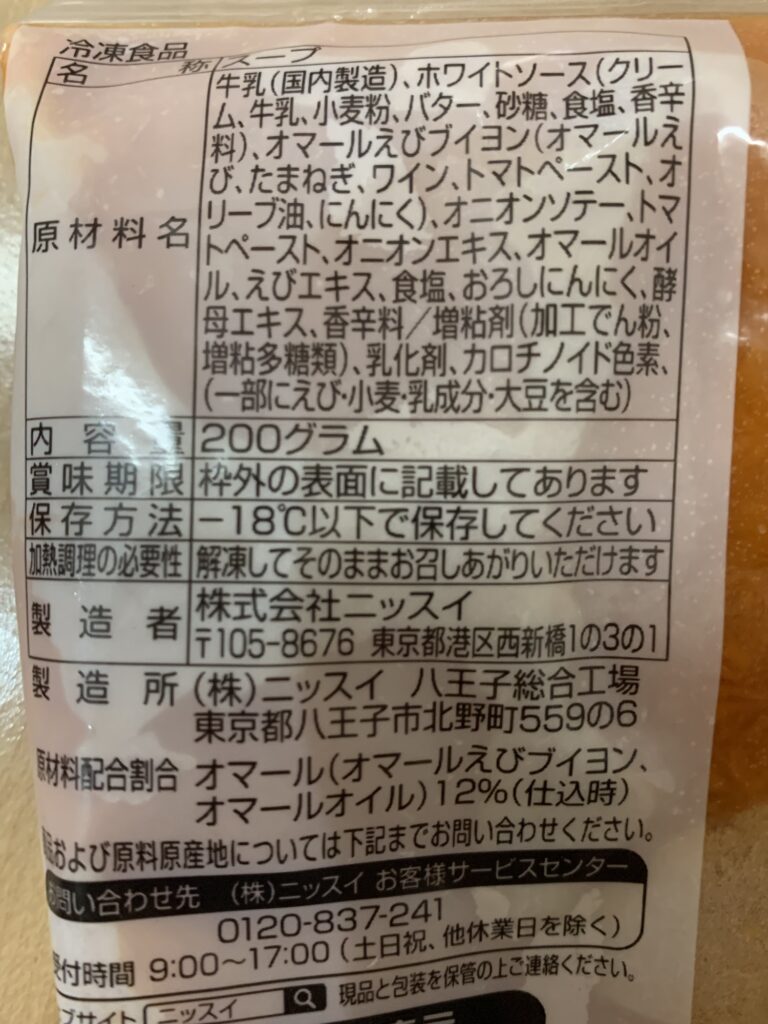 冷凍食品
名称 スープ
原材料名
牛乳(国内製造)、ホワイトソース(クリー
ム、牛乳、小麦粉、バター、砂糖、食塩、香辛
料)、オマールえびブイヨン(オマールえ
び、たまねぎ、ワイン、トマトペースト、オ
リーブ油、にんにく)、オニオンソテー、トマ
トペースト、オニオンエキス、オマールオイ
ル、えびエキス、食塩、おろしにんにく、酵
母エキス、香辛料/増粘剤(加工でん粉、
増粘多糖類)、乳化剤、カロチノイド色素、
(一部にえび・小麦・乳成分・大豆を含む)
内容量 200グラム
賞味期限 枠外の表面に記載してあります
保存方法 −18℃以下で保存してください
加熱調理の必要性 解凍してそのままお召しあがりいただけます
製造者 株式会社ニッスイ
〒105-8676 東京都港区西新橋1の3の1
製造所 (株)ニッスイ 八王子総合工場
東京都八王子市北野町559の6
原材料配合割合 オマール(オマールえびブイヨン、
オマールオイル)12%(仕込時)
および原料原産地については下記までお問い合わせください。
お問い合わせ先 (株)ニッスイ お客様サービスセンター
0120-837-241
受付時間 9:00〜17:00(土日祝、他休業日を除く)
現品と包装を保管の上ご連絡ください。
ブサイト ニッスイ